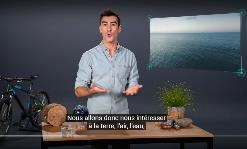 Nous allons donc nous intéresser
à la terre, l'air, l'eau,